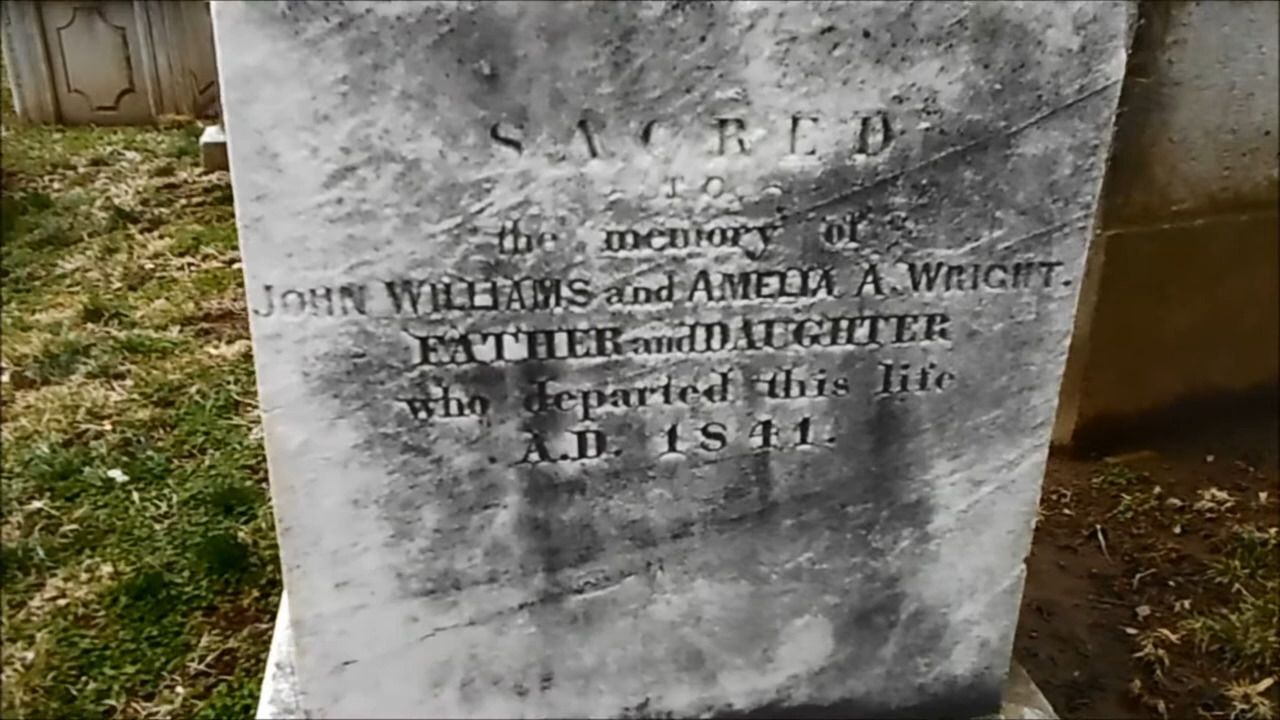 SACRED
TO
the memory of
JOHN WILLIAMS and AMELIA A. WRIGHT.
FATHER and DAUGHTER
who departed this life
A.D. 1841.